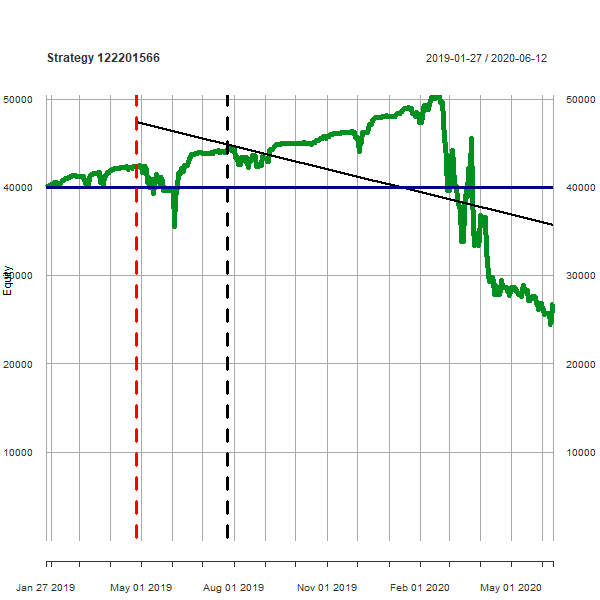 Strategy 122201566
2019-01-27 / 2020-06-12
50000
50000
40000
40000
Equity
30000
30000
20000
20000
10000
10000
Jan 27 2019
May 01 2019
Aug 01 2019
Nov 01 2019
Feb 01 2020
May 01 2020